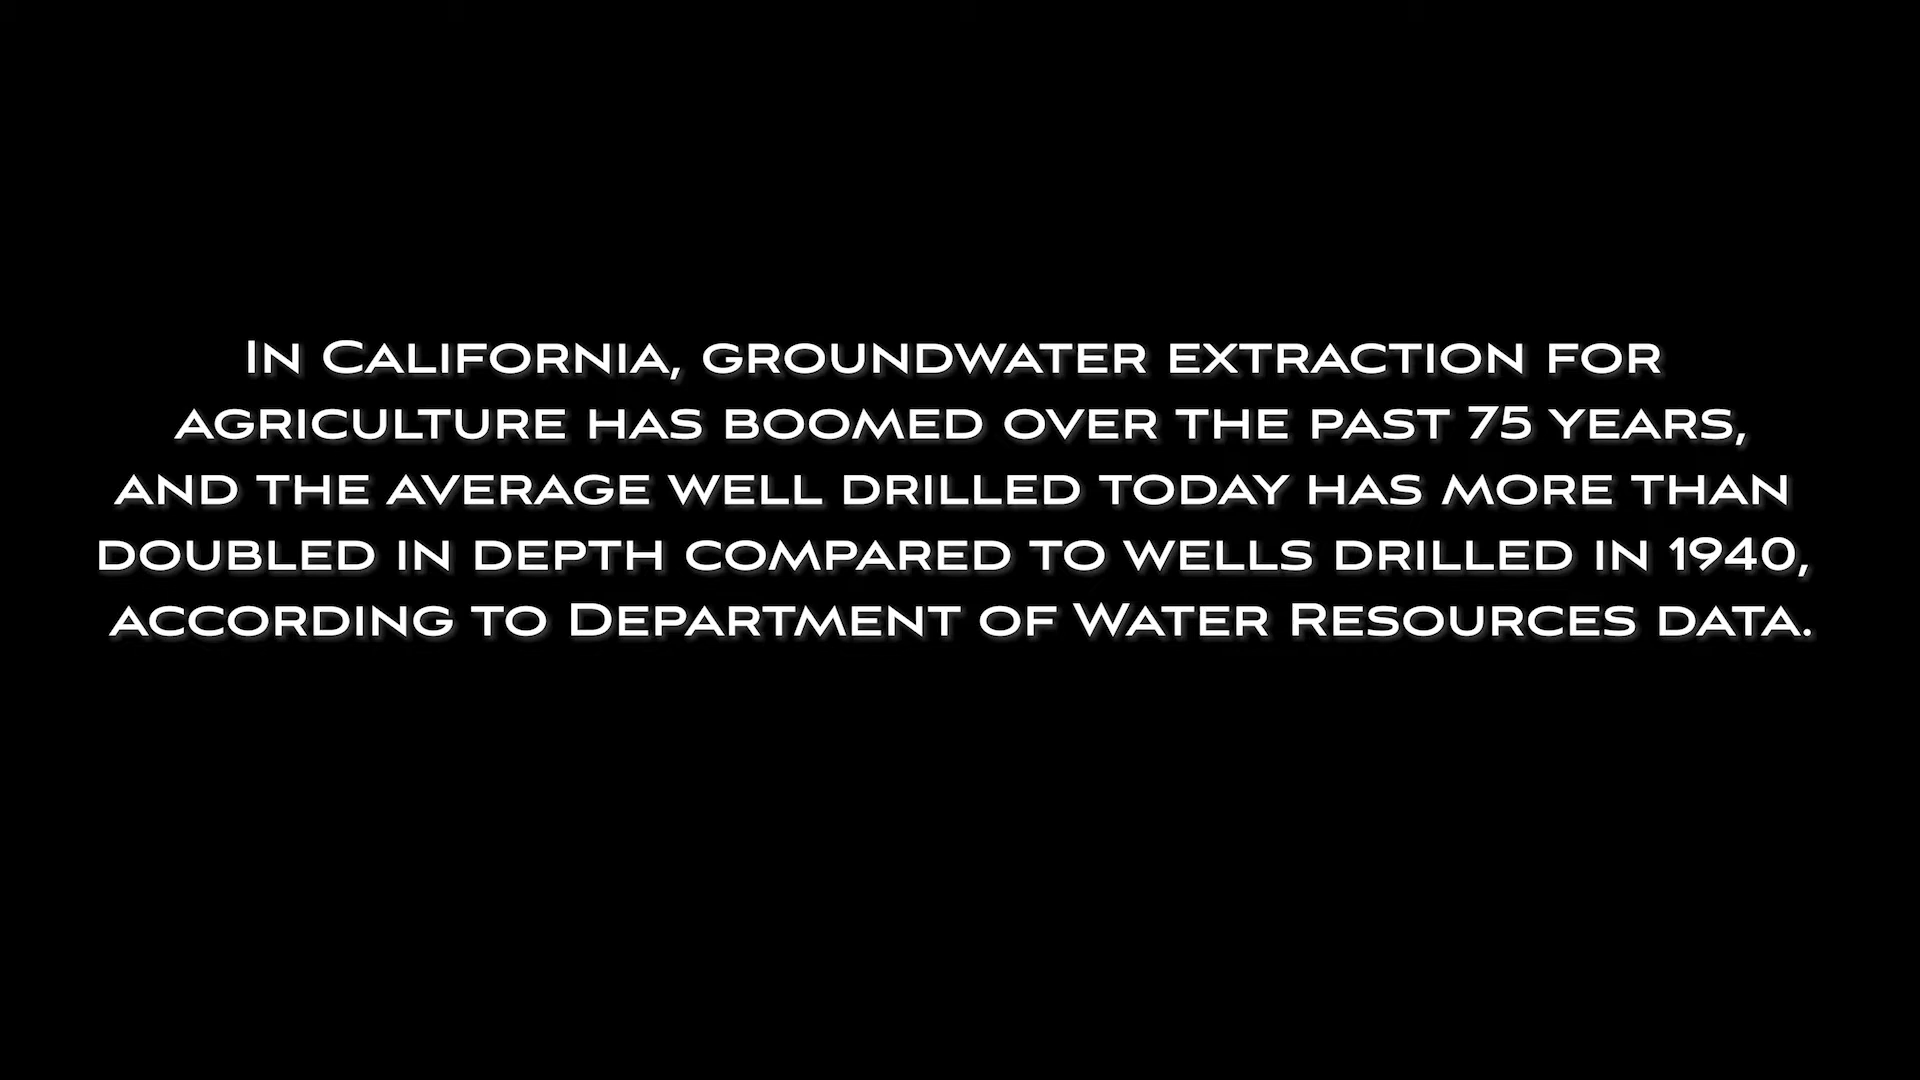 In California, groundwater extraction for
agriculture has boomed over the past 75 years,
and the average well drilled today has more than
doubled in depth compared to wells drilled in 1940,
according to Department of Water Resources data.